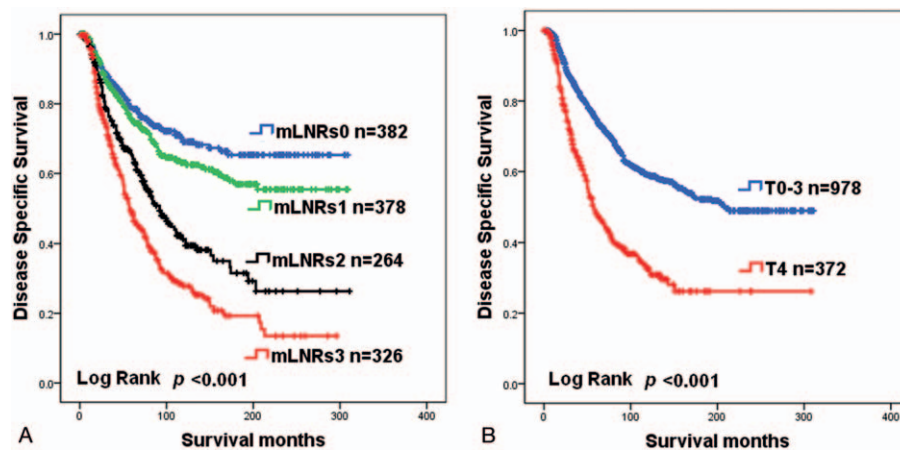 1.0
0.8
0.6
0.4
0.2
0.0
Disease Specific Survival
mLNRs0 n=382
mLNRs1 n=378
mLNRs2 n=264
mLNRs3 n=326
Log Rank p <0.001
0 100 200 300 400
Survival months
A
1.0
0.8
0.6
0.4
0.2
0.0
Disease Specific Survival
T0-3 n=978
T4 n=372
Log Rank p <0.001
0 100 200 300 400
Survival months
B